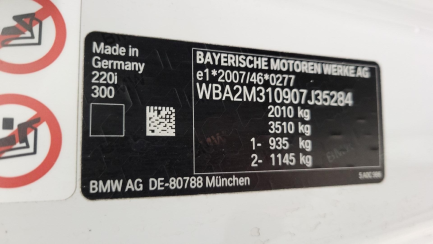 Made in
Germany
220i
300
BAYERISCHE MOTOREN WERKE AG
e1*2007/46*0277
WBA2M310907J35284
2010 kg
3510 kg
1- 935 kg
2- 1145 kg
BMW AG DE-80788 München